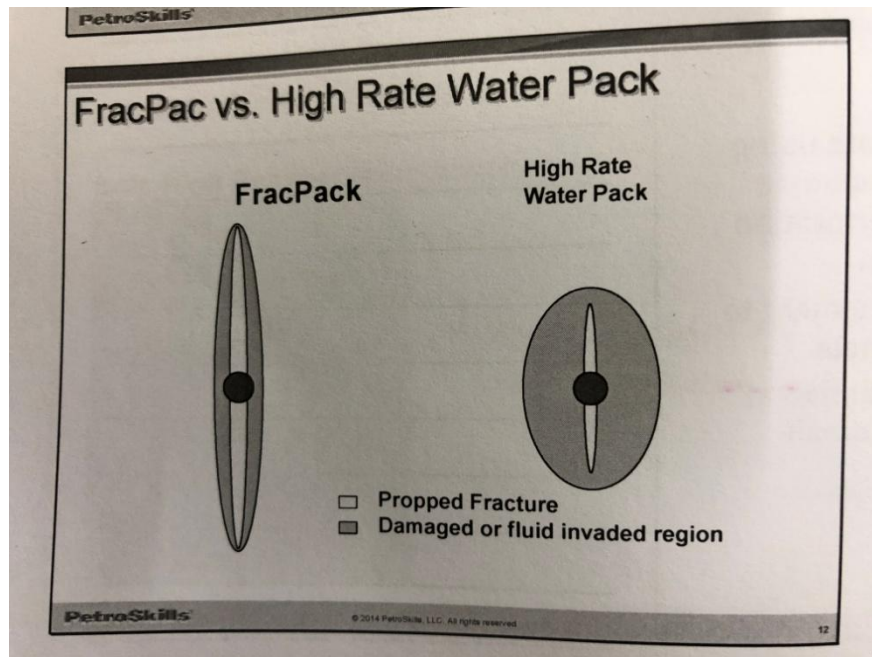 PetroSkills
FracPac vs. High Rate Water Pack
FracPack
High Rate
Water Pack
Propped Fracture
Damaged or fluid invaded region
PetroSkills
© 2014 PetroSkills, LLC. All rights reserved
12